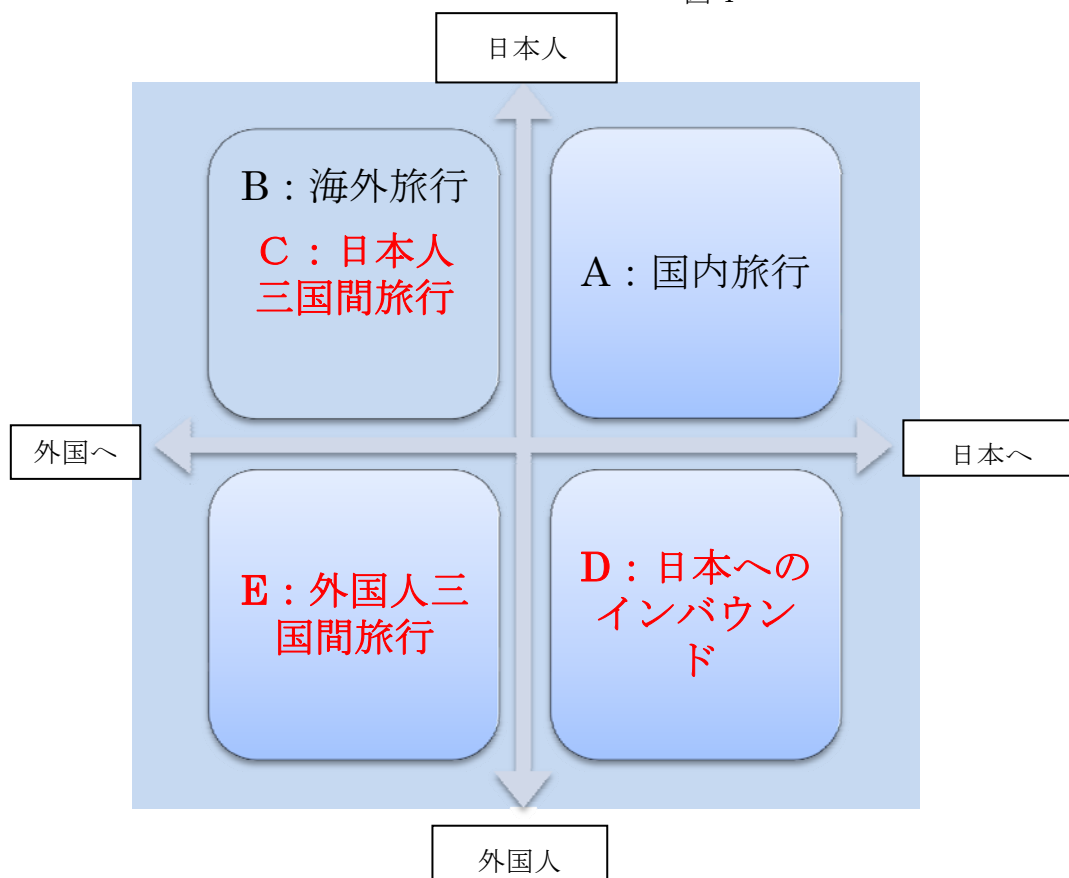 日本人
B：海外旅行
C：日本人
三国間旅行
A：国内旅行
外国へ
日本へ
E：外国人三
国間旅行
D：日本への
インバウン
ド
外国人